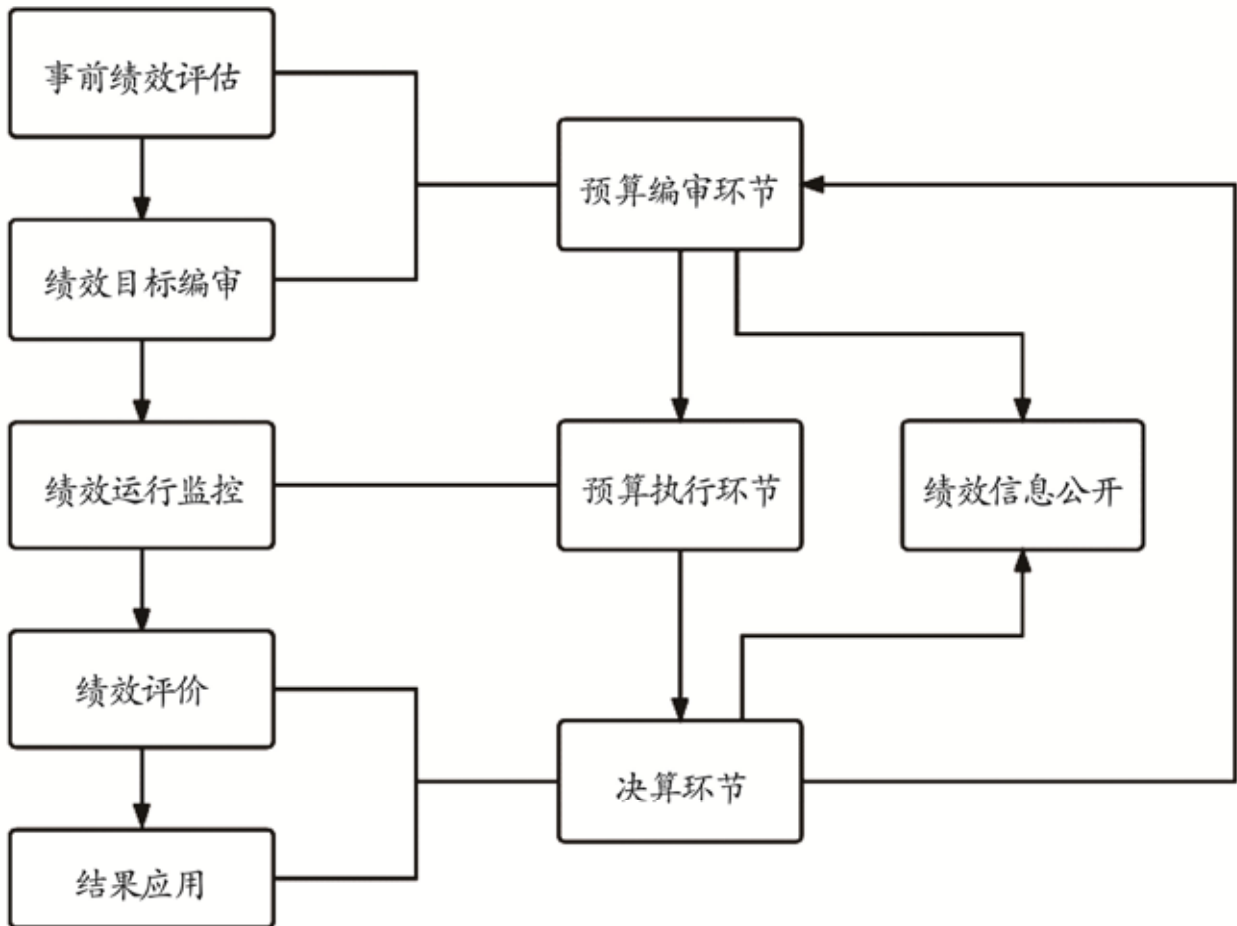 事前绩效评估
预算编审环节
绩效目标编审
绩效运行监控
预算执行环节
绩效信息公开
绩效评价
决算环节
结果应用